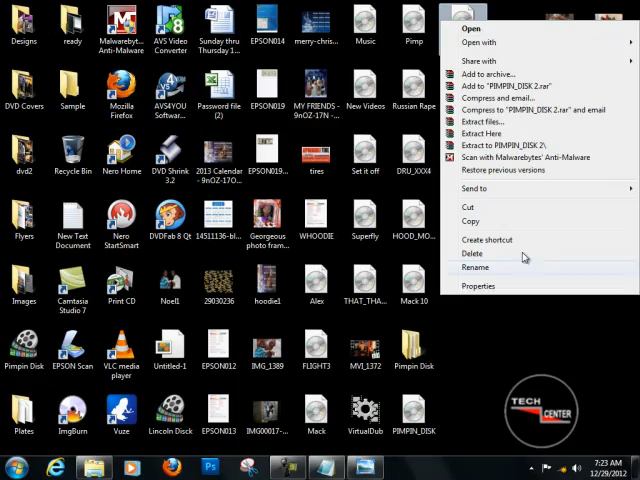 Designs
ready
Malwarebyt...
Anti-Malware
AVS Video
Converter
Sunday thru
Thursday 1...
EPSON014
merry-chris...
Music
Pimp
DVD Covers
Sample
Mozilla
Firefox
AVS4YOU
Softwar...
Password file
(2)
EPSON019
MY FRIENDS -
9nOZ-17N -...
New Videos
Russian Rape
dvd2
Recycle Bin
Nero Home
DVD Shrink
3.2
2013 Calendar
- 9nOZ-17O...
EPSON019...
tires
Set it off
DRU_XXX4
Flyers
New Text
Document
Nero
StartSmart
DVDFab 8 Qt
14511136-bl...
Georgeous
photo fram...
WHOODIE
Superfly
HOOD_MO...
Images
Camtasia
Studio 7
Print CD
Noel1
29030236
hoodie1
Alex
THAT_THA...
Mack 10
Pimpin Disk
EPSON Scan
VLC media
player
Untitled-1
EPSON012
IMG_1389
FLIGHT3
MVI_1372
Pimpin Disk
Plates
ImgBurn
Vuze
Lincoln Disck
EPSON013
IMG00017-...
Mack
VirtualDub
PIMPIN_DISK
Open
Open with
Share with
Add to archive...
Add to "PIMPIN_DISK 2.rar"
Compress and email...
Compress to "PIMPIN_DISK 2.rar" and email
Extract files...
Extract Here
Extract to PIMPIN_DISK 2\
Scan with Malwarebytes' Anti-Malware
Restore previous versions
Send to
Cut
Copy
Create shortcut
Delete
Rename
Properties
TECH
CENTER
7:23 AM
12/29/2012